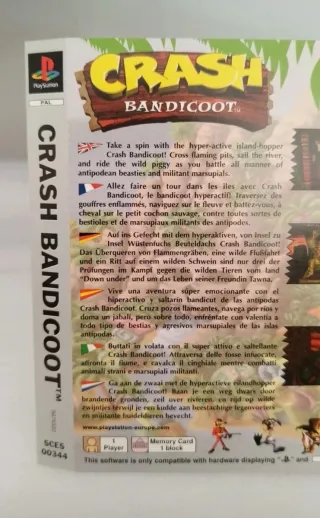 PlayStation
PAL
CRASH BANDICOOT™
SCES
00344
CRASH
BANDICOOT™
Take a spin with the hyper-active island-hopper
Crash Bandicoot! Cross flaming pits, sail the river,
and ride the wild piggy as you battle all manner of
antipodean beasties and militant marsupials.
Allez faire un tour dans les îles avec Crash
Bandicoot, le bandicoot hyperactif! Traversez des
gouffres enflammés, naviguez sur le fleuve et battez-vous, à
cheval sur le petit cochon sauvage, contre toutes sortes de
bestioles et de marsupiaux militants des antipodes.
Auf ins Gefecht mit dem hyperaktiven, von Insel zu
Insel Wüstenfuchs Beuteldachs Crash Bandicoot!
Das Überqueren von Flammengräben, eine wilde Flußfahrt
und ein Ritt auf einem wilden Schwein sind nur drei der
Prüfungen im Kampf gegen die wilden Tieren vom land
"Down under" und um das Leben seiner Freundin Tawna.
Vive una aventura súper emocionante con el
hiperactivo y saltarín bandicut de las antípodas
Crash Bandicoot. Cruza pozos llameantes, navega por ríos y
doma un jabalí, pero sobre todo, enfréntate con valentía a
todo tipo de bestias y agresivos marsupiales de las islas
antípodas.
Buttati in volata con il super attivo e saltellante
Crash Bandicoot! Attraversa delle fosse infuocate,
affronta il fiume, e cavalca il cinghiale mentre combatti
animali strani e marsupiali militanti.
Ga aan de zwaai met de hyperactieve eilandhopper
Crash Bandicoot! Baan je een weg dwars door
brandende gronden, zeil over rivieren, en rijd op wilde
zwijntjes terwijl je een kudde aan beestachtige tegenvoeters
en militante buideldieren bevecht.
www.playstation-europe.com
1
Player
Memory Card
1 block
This software is only compatible with hardware displaying "PS" and